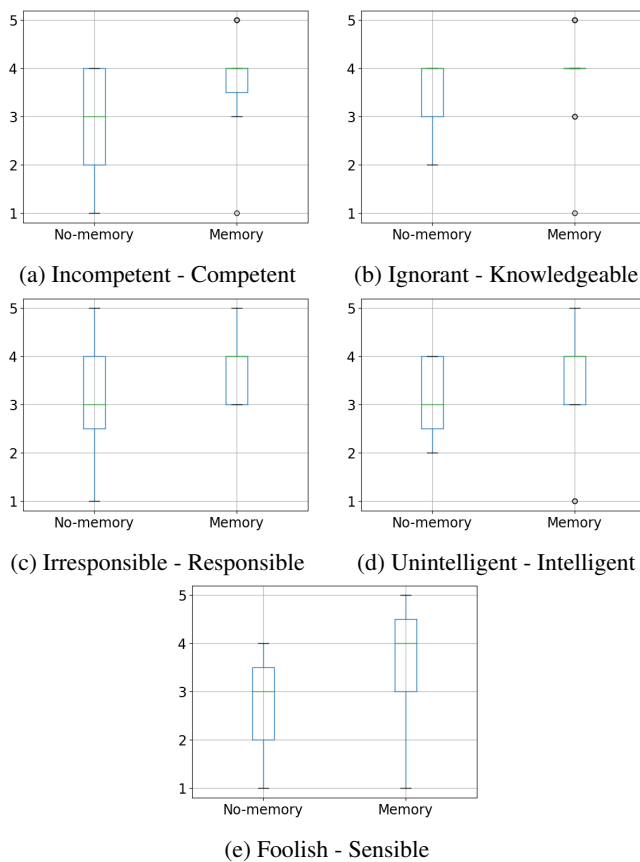 5
4
3
2
1
No-memory Memory
(a) Incompetent - Competent
5
4
3
2
1
No-memory Memory
(b) Ignorant - Knowledgeable
5
4
3
2
1
No-memory Memory
(c) Irresponsible - Responsible
5
4
3
2
1
No-memory Memory
(d) Unintelligent - Intelligent
5
4
3
2
1
No-memory Memory
(e) Foolish - Sensible